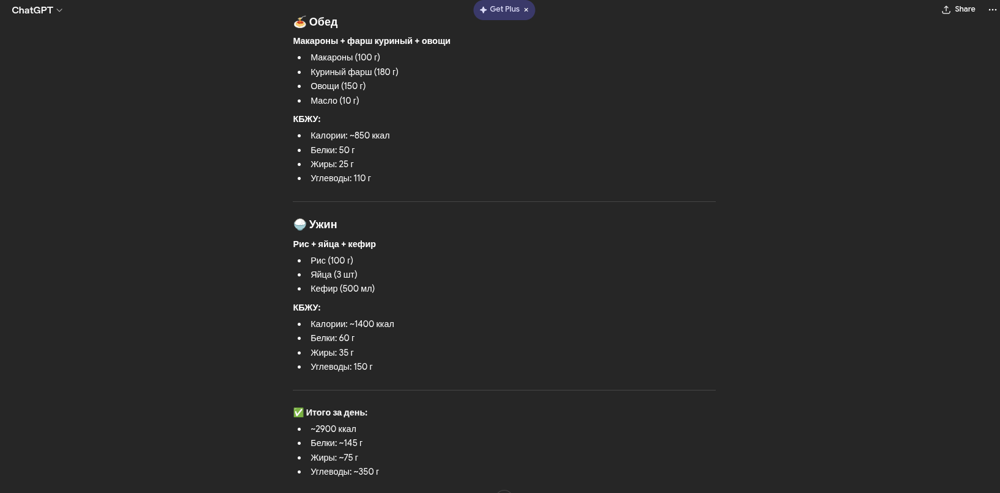 ChatGPT
Get Plus ×
Share
🍝 Обед
Макароны + фарш куриный + овощи
• Макароны (100 г)
• Куриный фарш (180 г)
• Овощи (150 г)
• Масло (10 г)
КБЖУ:
• Калории: ~850 ккал
• Белки: 50 г
• Жиры: 25 г
• Углеводы: 110 г
🍚 Ужин
Рис + яйца + кефир
• Рис (100 г)
• Яйца (3 шт)
• Кефир (500 мл)
КБЖУ:
• Калории: ~1400 ккал
• Белки: 60 г
• Жиры: 35 г
• Углеводы: 150 г
✅ Итого за день:
• ~2900 ккал
• Белки: ~145 г
• Жиры: ~75 г
• Углеводы: ~350 г